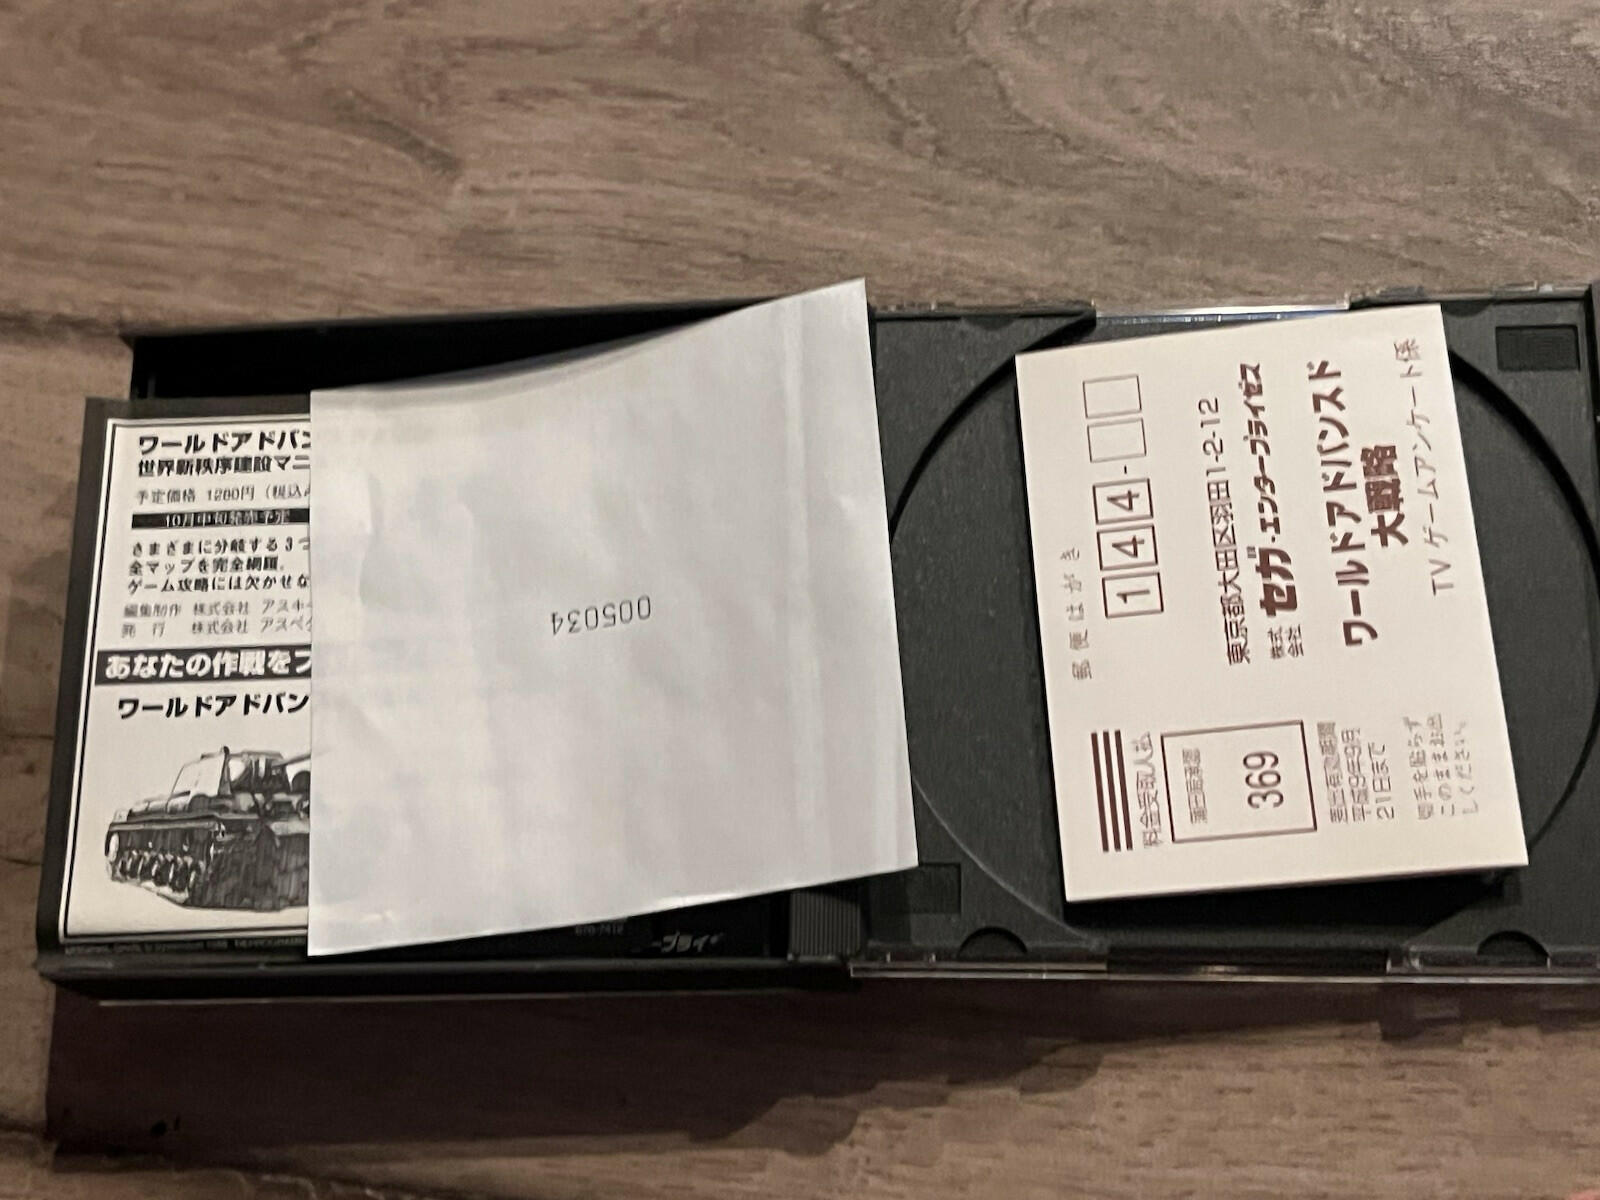 ワールドアドバン
世界新秩序建設マニ
予定価格 1280円（税込み
10月中旬発売予定
さまざまに分岐する3つ
全マップを完全網羅。
ゲーム攻略には欠かせな
編集制作 株式会社 アスキー
発 行 株式会社 アスペク
あなたの作戦をフ
ワールドアドバン
005034
670-7412
ープライ
郵便はがき
144-
東京都大田区羽田1-2-12
株式会社 セガ・エンタープライゼス
ワールドアドバンスド
大戦略
TVゲームアンケート係
料金受取人払
蒲田局承認
369
差出有効期間
平成9年9月
21日まで
切手を貼らず
このままお出
しください。